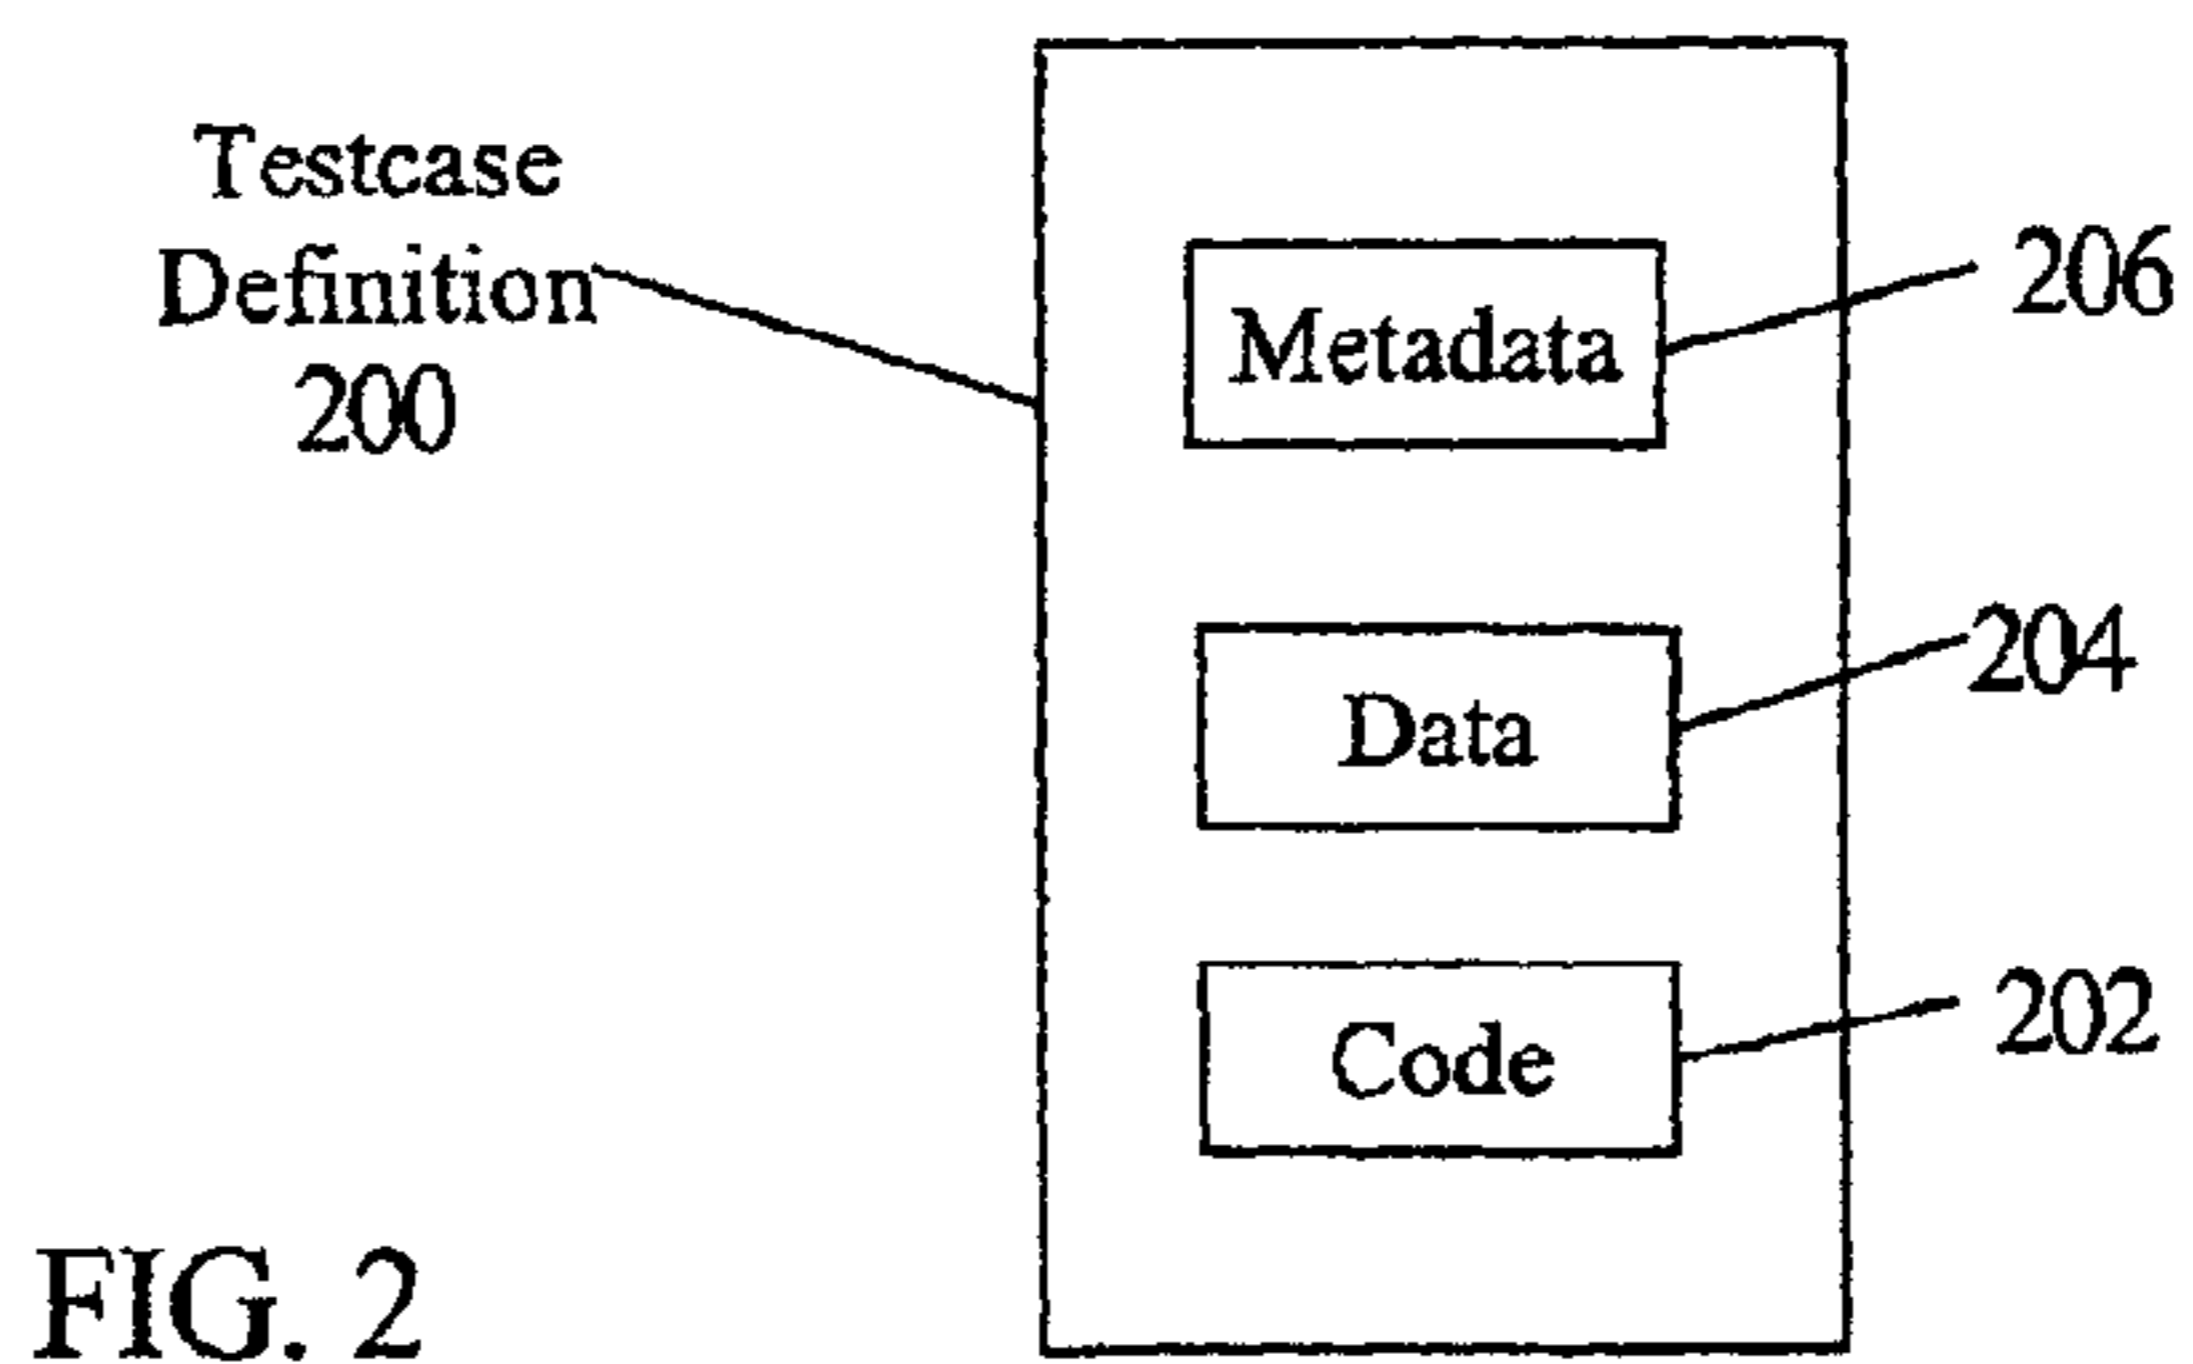 Testcase
Definition
200
Metadata
206
Data
204
Code
202
FIG. 2